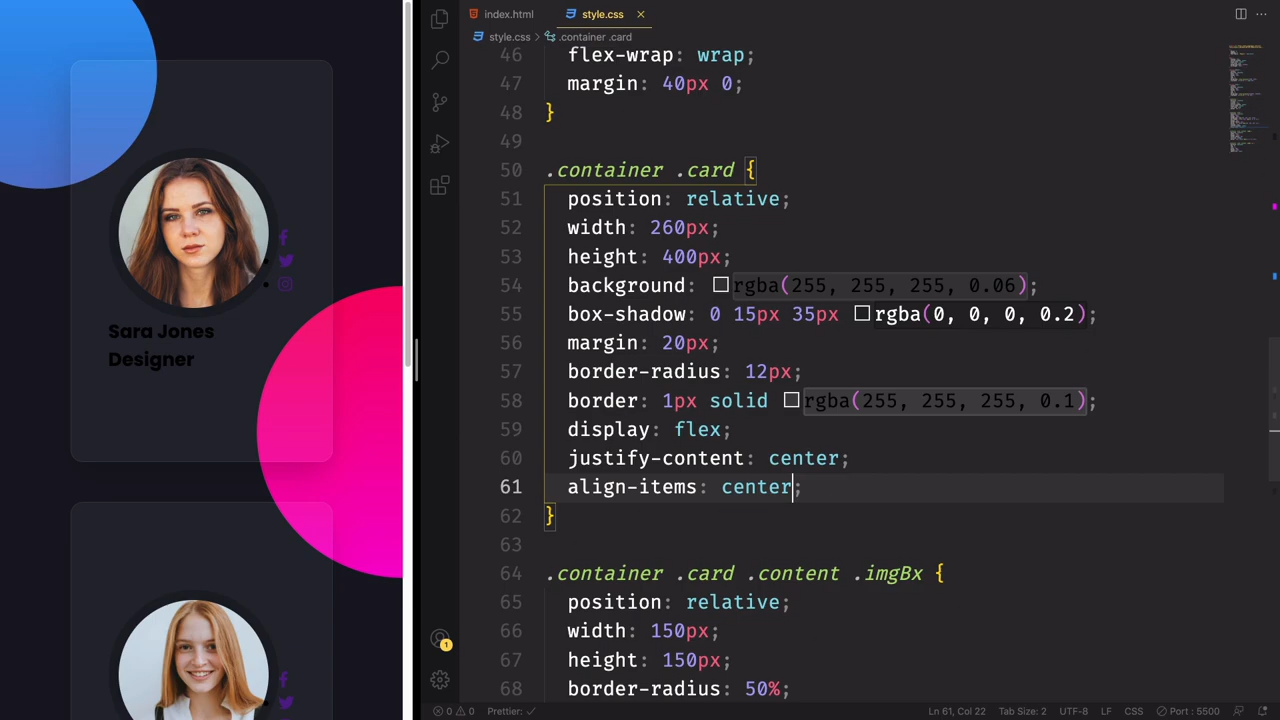 Sara Jones
Designer
index.html
style.css
style.css > .container .card
46 flex-wrap: wrap;
47 margin: 40px 0;
48 }
49
50 .container .card {
51 position: relative;
52 width: 260px;
53 height: 400px;
54 background: rgba(255, 255, 255, 0.06);
55 box-shadow: 0 15px 35px rgba(0, 0, 0, 0.2);
56 margin: 20px;
57 border-radius: 12px;
58 border: 1px solid rgba(255, 255, 255, 0.1);
59 display: flex;
60 justify-content: center;
61 align-items: center;
62 }
63
64 .container .card .content .imgBx {
65 position: relative;
66 width: 150px;
67 height: 150px;
68 border-radius: 50%;
1
0 0 Prettier: ✓ Ln 61, Col 22 Tab Size: 2 UTF-8 LF CSS Port : 5500